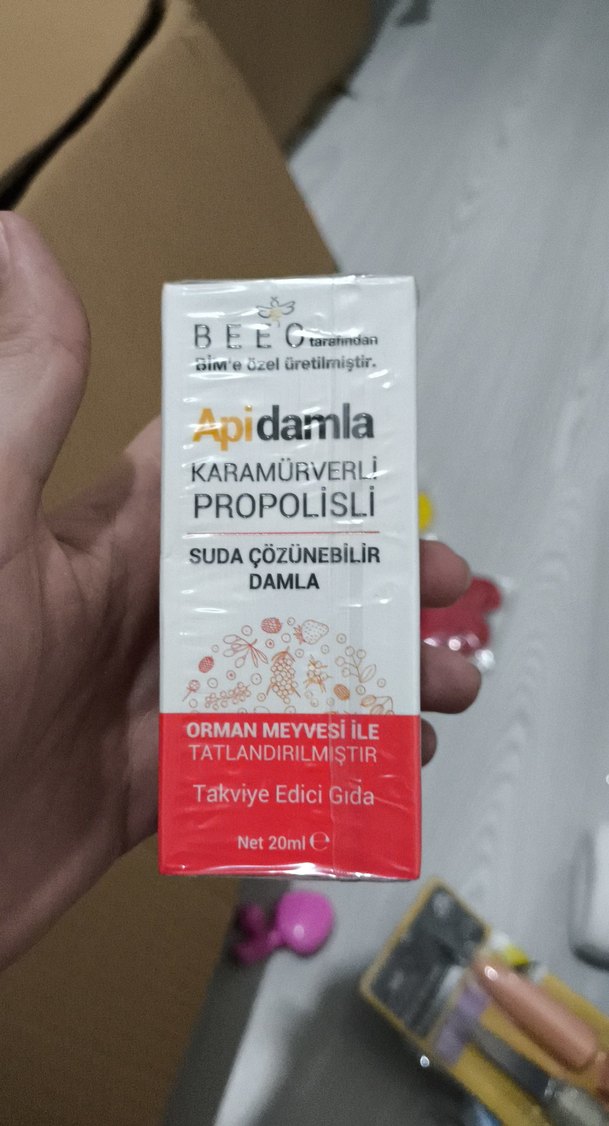 BEE'O tarafından
BİM'e özel üretilmiştir.
Apidamla
KARAMÜRVERLİ
PROPOLİSLİ
SUDA ÇÖZÜNEBİLİR
DAMLA
ORMAN MEYVESİ İLE
TATLANDIRILMIŞTIR
Takviye Edici Gıda
Net 20ml ℮